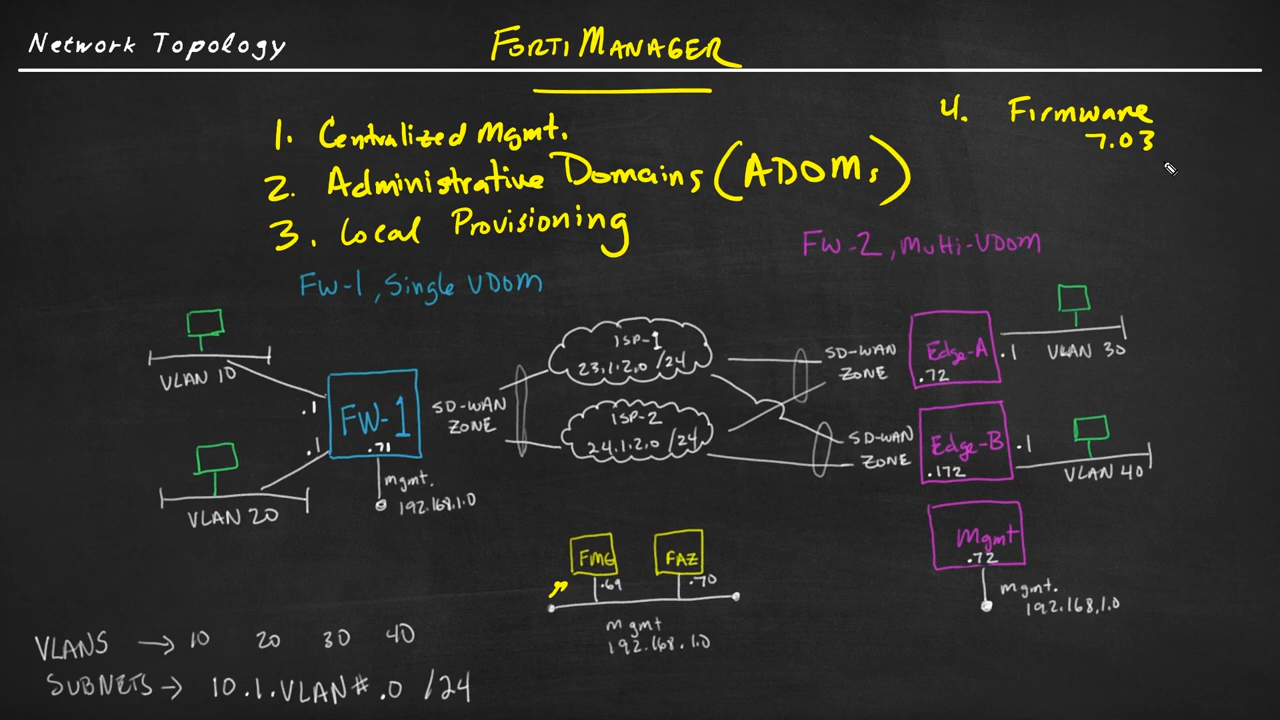 Network Topology
FORTIMANAGER
1. Centralized Mgmt.
2. Administrative Domains (ADOMs)
3. Local Provisioning
4. Firmware
7.03
FW-1, Single VDOM
FW-2, Multi-VDOM
VLAN 10
.1
FW-1
.71
.1
VLAN 20
mgmt.
192.168.1.0
SD-WAN
ZONE
ISP-1
23.1.2.0 /24
ISP-2
24.1.2.0 /24
SD-WAN
ZONE
Edge-A
.72
.1
VLAN 30
SD-WAN
ZONE
Edge-B
.172
.1
VLAN 40
Mgmt
.72
mgmt.
192.168.1.0
FMG
.69
FAZ
.70
mgmt
192.168.1.0
VLANS → 10 20 30 40
SUBNETS → 10.1.VLAN#.0 /24